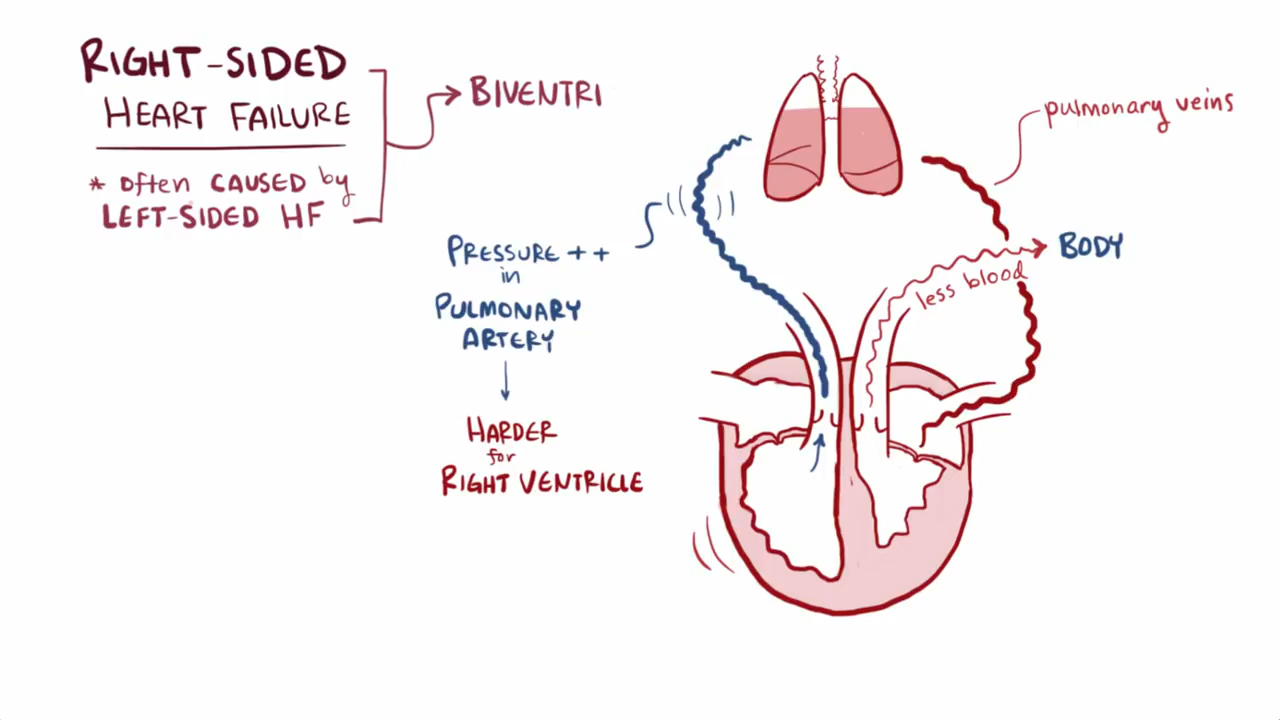 RIGHT-SIDED
HEART FAILURE
* often CAUSED by
LEFT-SIDED HF
BIVENTRI
PRESSURE ++
in
PULMONARY
ARTERY
HARDER
for
RIGHT VENTRICLE
pulmonary veins
BODY
less blood